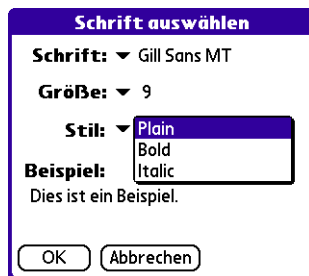 Schrift auswählen
Schrift: Gill Sans MT
Größe: 9
Stil: Plain
Bold
Italic
Beispiel:
Dies ist ein Beispiel.
OK Abbrechen